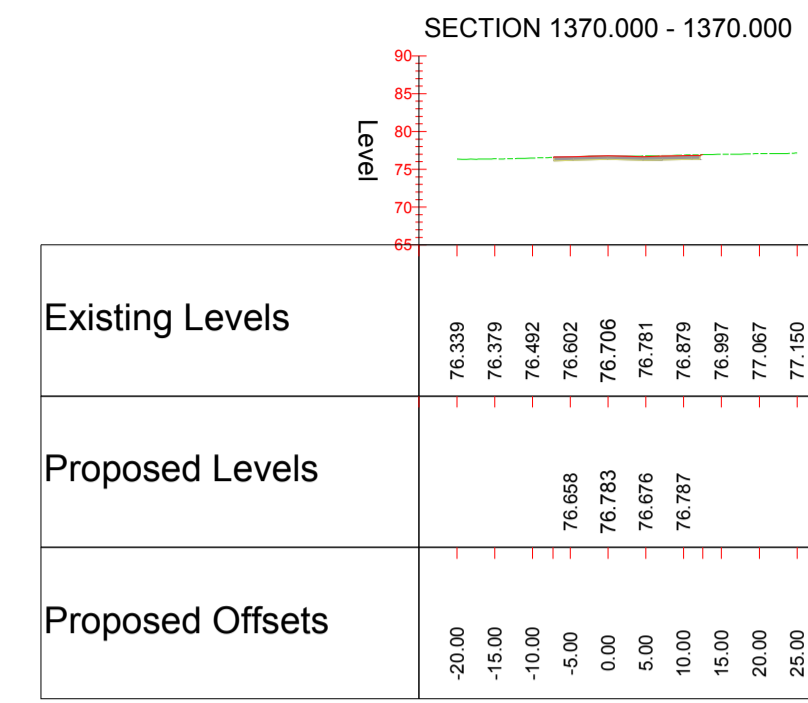 SECTION 1370.000 - 1370.000
90
85
80
75
70
65
Level
Existing Levels
76.339 76.379 76.492 76.602 76.706 76.781 76.879 76.997 77.067 77.150
Proposed Levels
76.658 76.783 76.676 76.787
Proposed Offsets
-20.00 -15.00 -10.00 -5.00 0.00 5.00 10.00 15.00 20.00 25.00